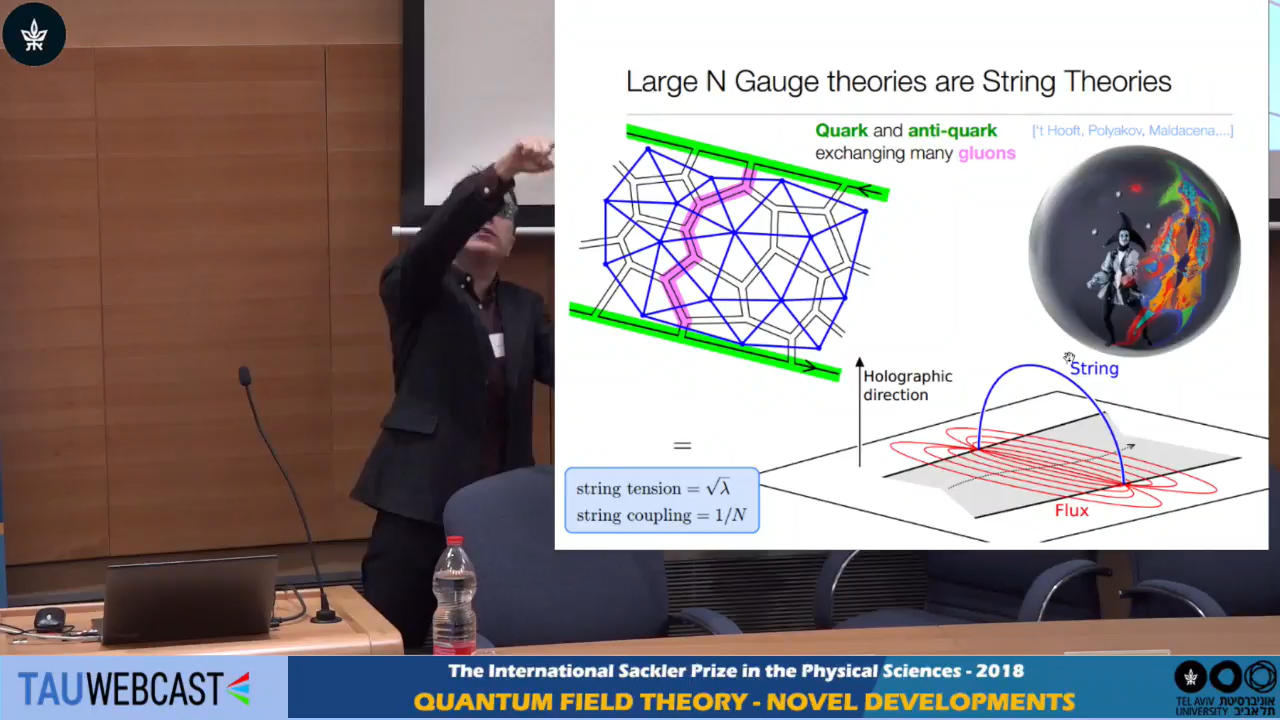 Large N Gauge theories are String Theories
Quark and anti-quark
exchanging many gluons
['t Hooft, Polyakov, Maldacena,...]
String
Holographic
direction
=
string tension = √λ
string coupling = 1/N
Flux
TAUWEBCAST
The International Sackler Prize in the Physical Sciences - 2018
QUANTUM FIELD THEORY - NOVEL DEVELOPMENTS
TEL AVIV אוניברסיטת
UNIVERSITY תל אביב